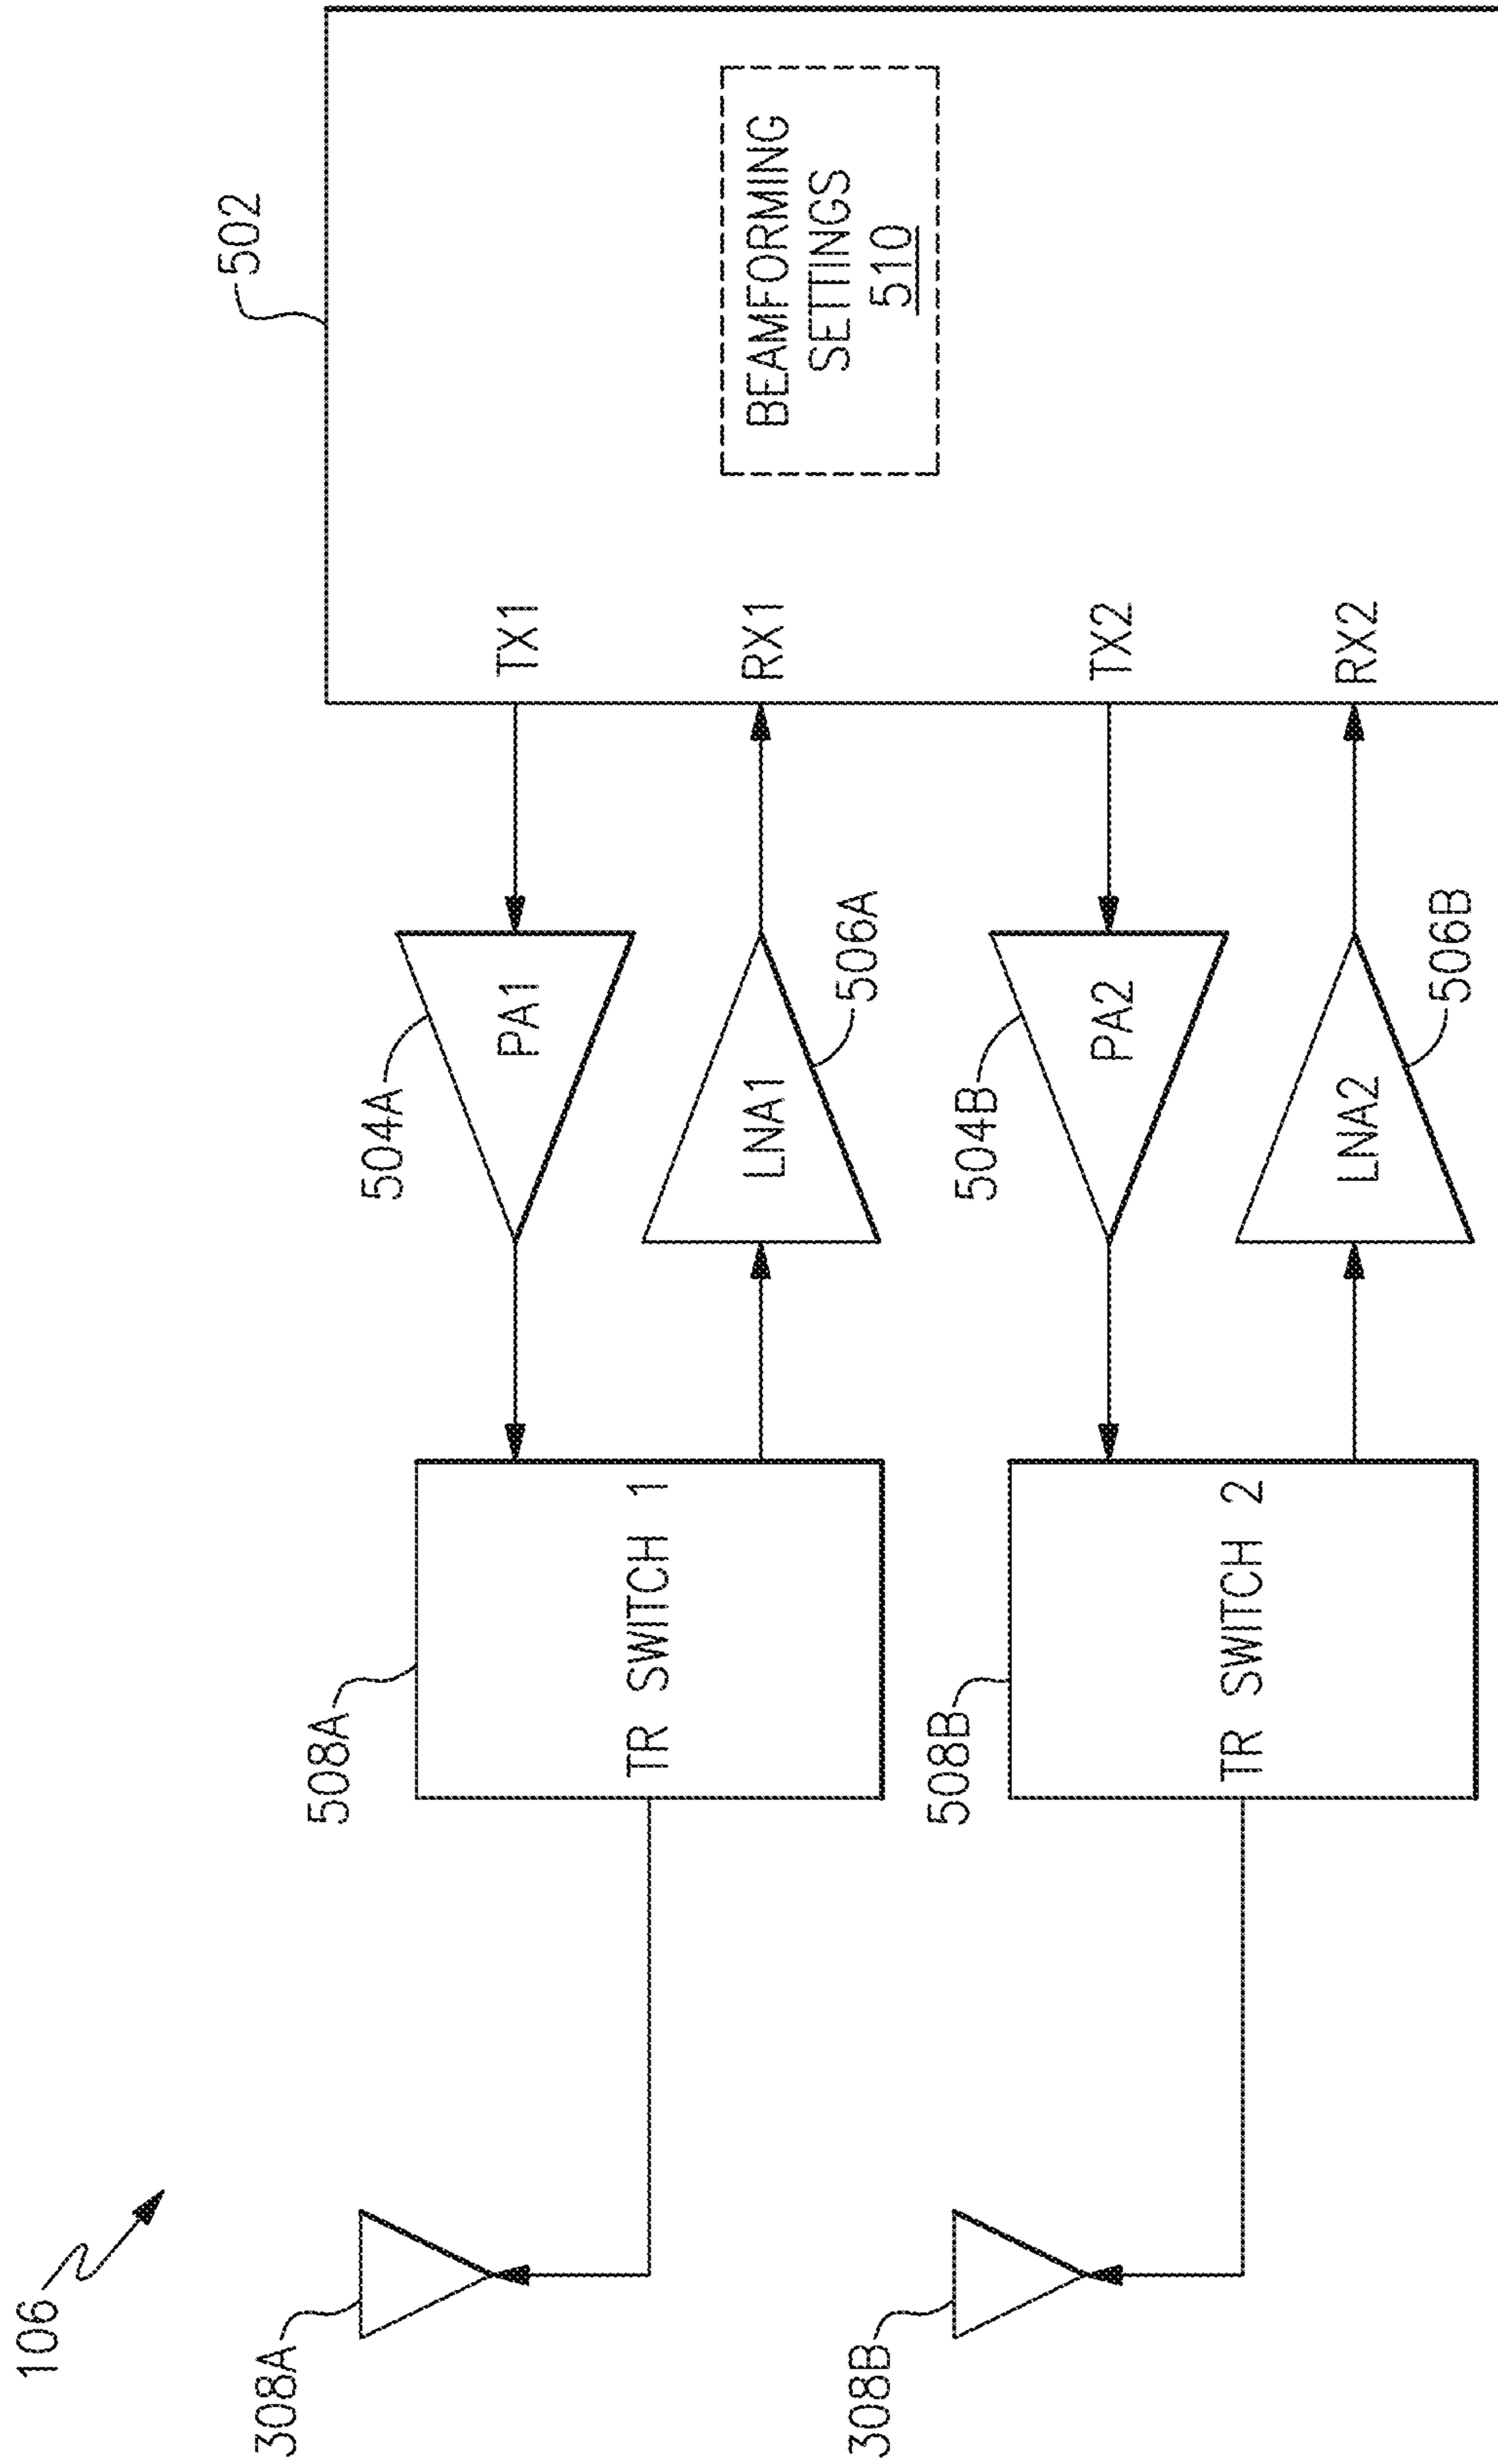 106
308A
308B
508A
TR SWITCH 1
508B
TR SWITCH 2
504A
PA1
LNA1
506A
504B
PA2
LNA2
506B
TX1
RX1
TX2
RX2
502
BEAMFORMING
SETTINGS
510